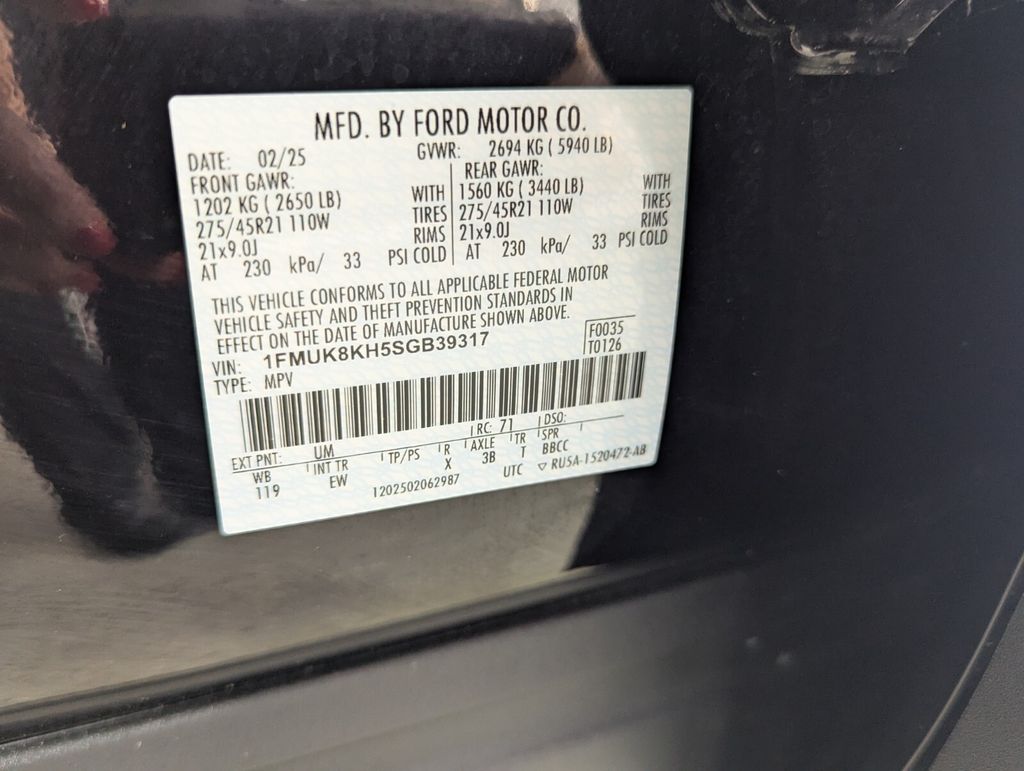 MFD. BY FORD MOTOR CO.
DATE: 02/25 GVWR: 2694 KG ( 5940 LB)
FRONT GAWR: REAR GAWR:
1202 KG ( 2650 LB) WITH 1560 KG ( 3440 LB) WITH
275/45R21 110W TIRES 275/45R21 110W TIRES
21x9.0J RIMS 21x9.0J RIMS
AT 230 kPa/ 33 PSI COLD AT 230 kPa/ 33 PSI COLD
THIS VEHICLE CONFORMS TO ALL APPLICABLE FEDERAL MOTOR
VEHICLE SAFETY AND THEFT PREVENTION STANDARDS IN
EFFECT ON THE DATE OF MANUFACTURE SHOWN ABOVE.
VIN: 1FMUK8KH5SGB39317 F0035
TYPE: MPV T0126
EXT PNT: UM RC: 71 DSO:
WB INT TR TP/PS R AXLE TR SPR
119 EW X 3B T BBCC
1202502062987 UTC ▽ RU5A-1520472-AB